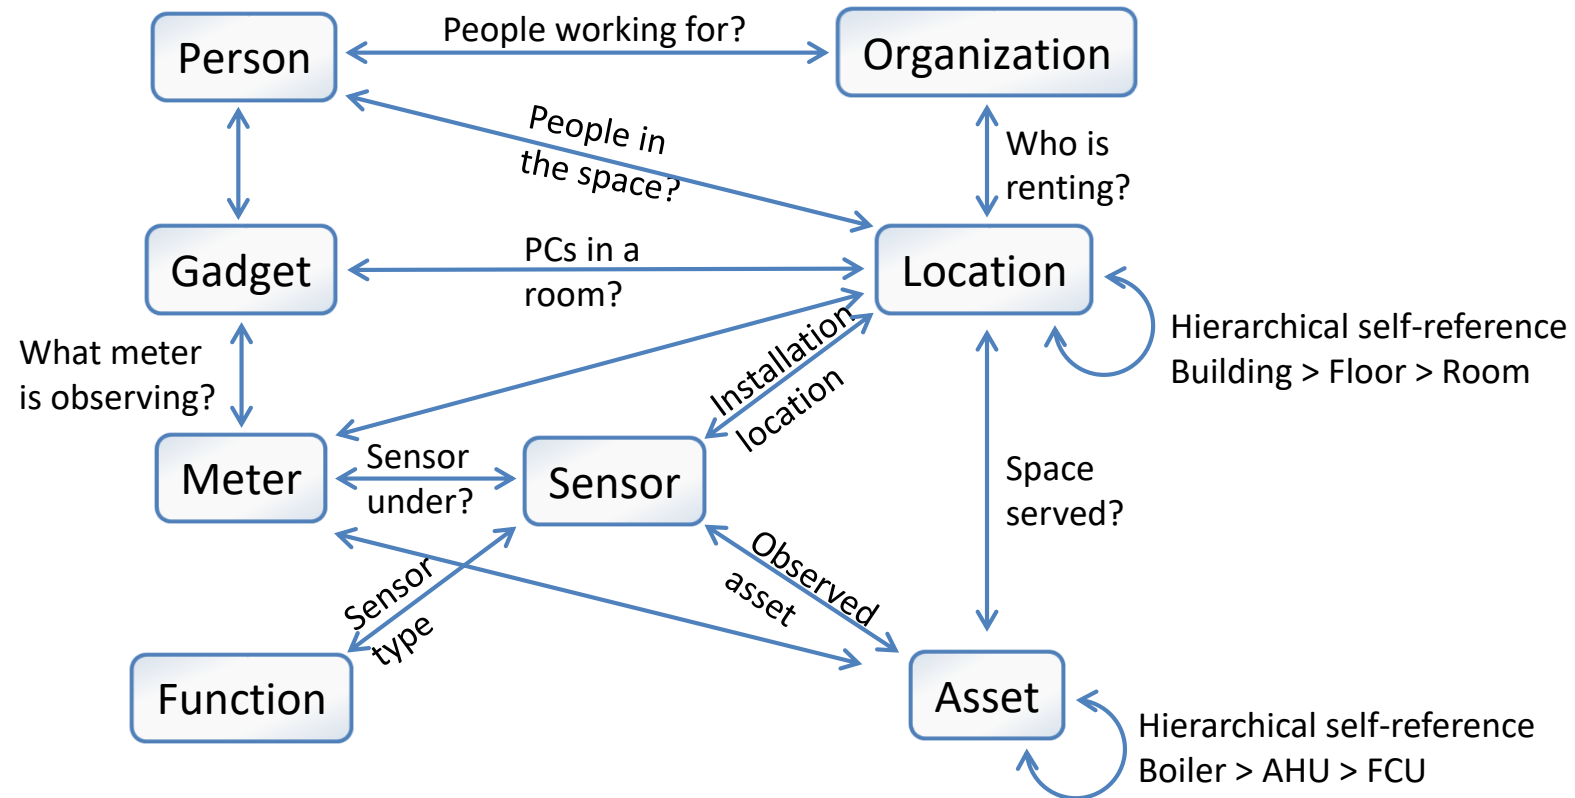 Person
People working for?
Organization
People in
the space?
Who is
renting?
Gadget
PCs in a
room?
Location
What meter
is observing?
Installation
location
Hierarchical self-reference
Building > Floor > Room
Meter
Sensor
under?
Sensor
Space
served?
Sensor
type
Observed
asset
Function
Asset
Hierarchical self-reference
Boiler > AHU > FCU